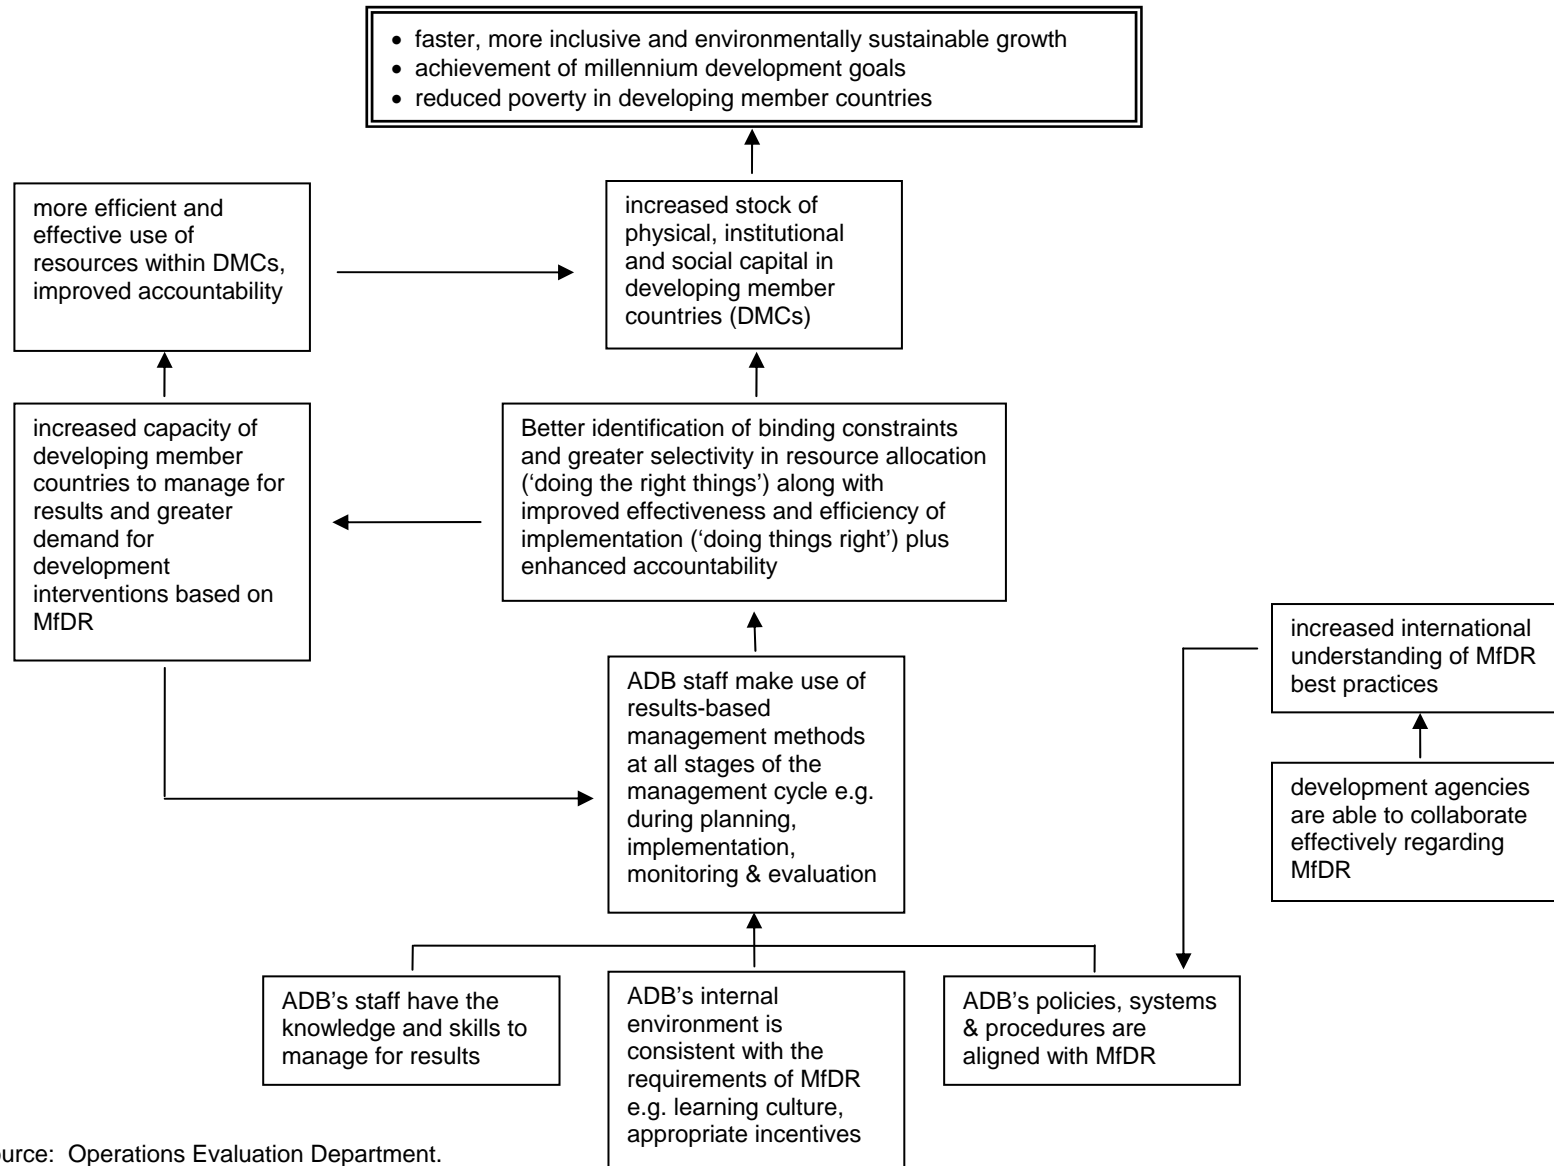 • faster, more inclusive and environmentally sustainable growth
• achievement of millennium development goals
• reduced poverty in developing member countries
more efficient and
effective use of
resources within DMCs,
improved accountability
increased stock of
physical, institutional
and social capital in
developing member
countries (DMCs)
increased capacity of
developing member
countries to manage for
results and greater
demand for
development
interventions based on
MfDR
Better identification of binding constraints
and greater selectivity in resource allocation
(‘doing the right things’) along with
improved effectiveness and efficiency of
implementation (‘doing things right’) plus
enhanced accountability
increased international
understanding of MfDR
best practices
ADB staff make use of
results-based
management methods
at all stages of the
management cycle e.g.
during planning,
implementation,
monitoring & evaluation
development agencies
are able to collaborate
effectively regarding
MfDR
ADB’s staff have the
knowledge and skills to
manage for results
ADB’s internal
environment is
consistent with the
requirements of MfDR
e.g. learning culture,
appropriate incentives
ADB’s policies, systems
& procedures are
aligned with MfDR
urce: Operations Evaluation Department.